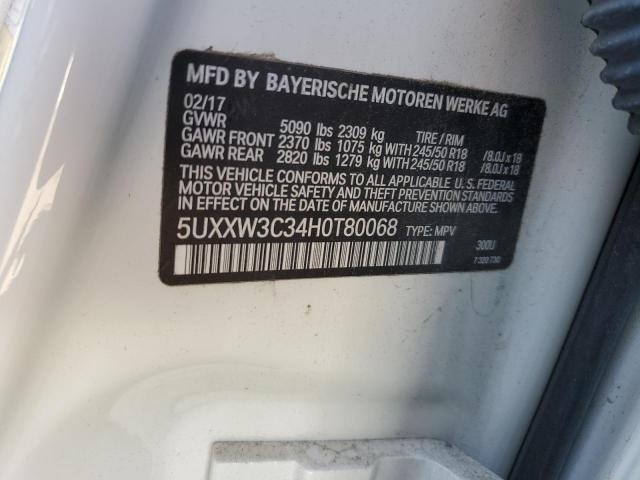 MFD BY BAYERISCHE MOTOREN WERKE AG
02/17
GVWR 5090 lbs 2309 kg TIRE / RIM
GAWR FRONT 2370 lbs 1075 kg WITH 245/50 R18 /8.0J x 18
GAWR REAR 2820 lbs 1279 kg WITH 245/50 R18 /8.0J x 18
THIS VEHICLE CONFORMS TO ALL APPLICABLE U.S. FEDERAL
MOTOR VEHICLE SAFETY AND THEFT PREVENTION STANDARDS
IN EFFECT ON THE DATE OF MANUFACTURE SHOWN ABOVE.
5UXXW3C34H0T80068 TYPE: MPV
300U